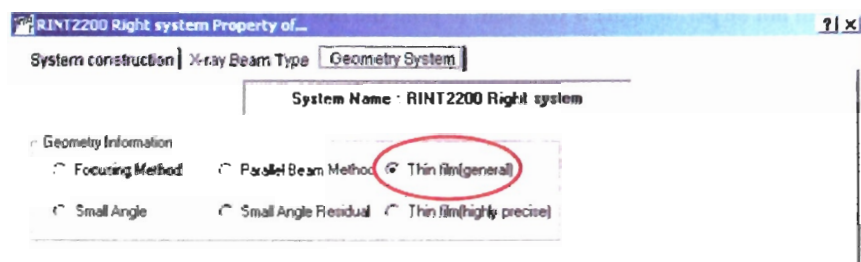 RINT2200 Right system Property of...
System construction X-ray Beam Type Geometry System
System Name : RINT2200 Right system
Geometry Information
Focusing Method Parallel Beam Method Thin film(general)
Small Angle Small Angle Residual Thin film(highly precise)